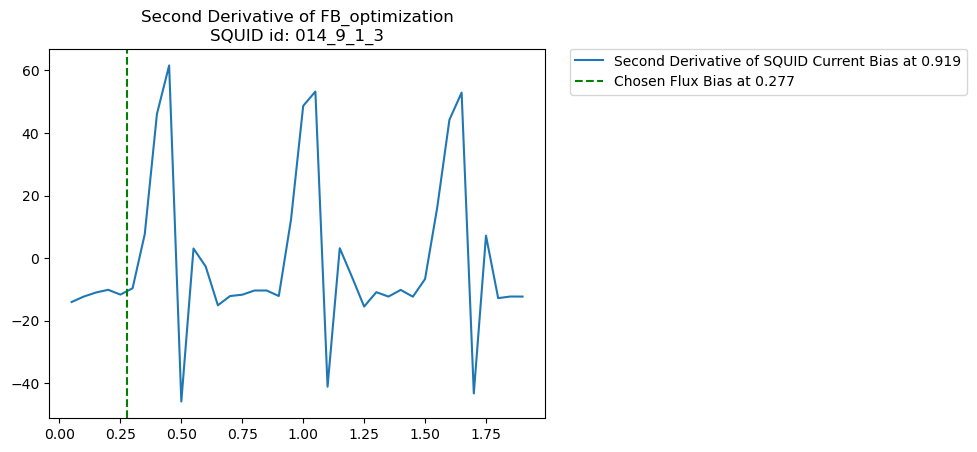 Second Derivative of FB_optimization
SQUID id: 014_9_1_3
Second Derivative of SQUID Current Bias at 0.919
Chosen Flux Bias at 0.277
60
40
20
0
−20
−40
0.00 0.25 0.50 0.75 1.00 1.25 1.50 1.75